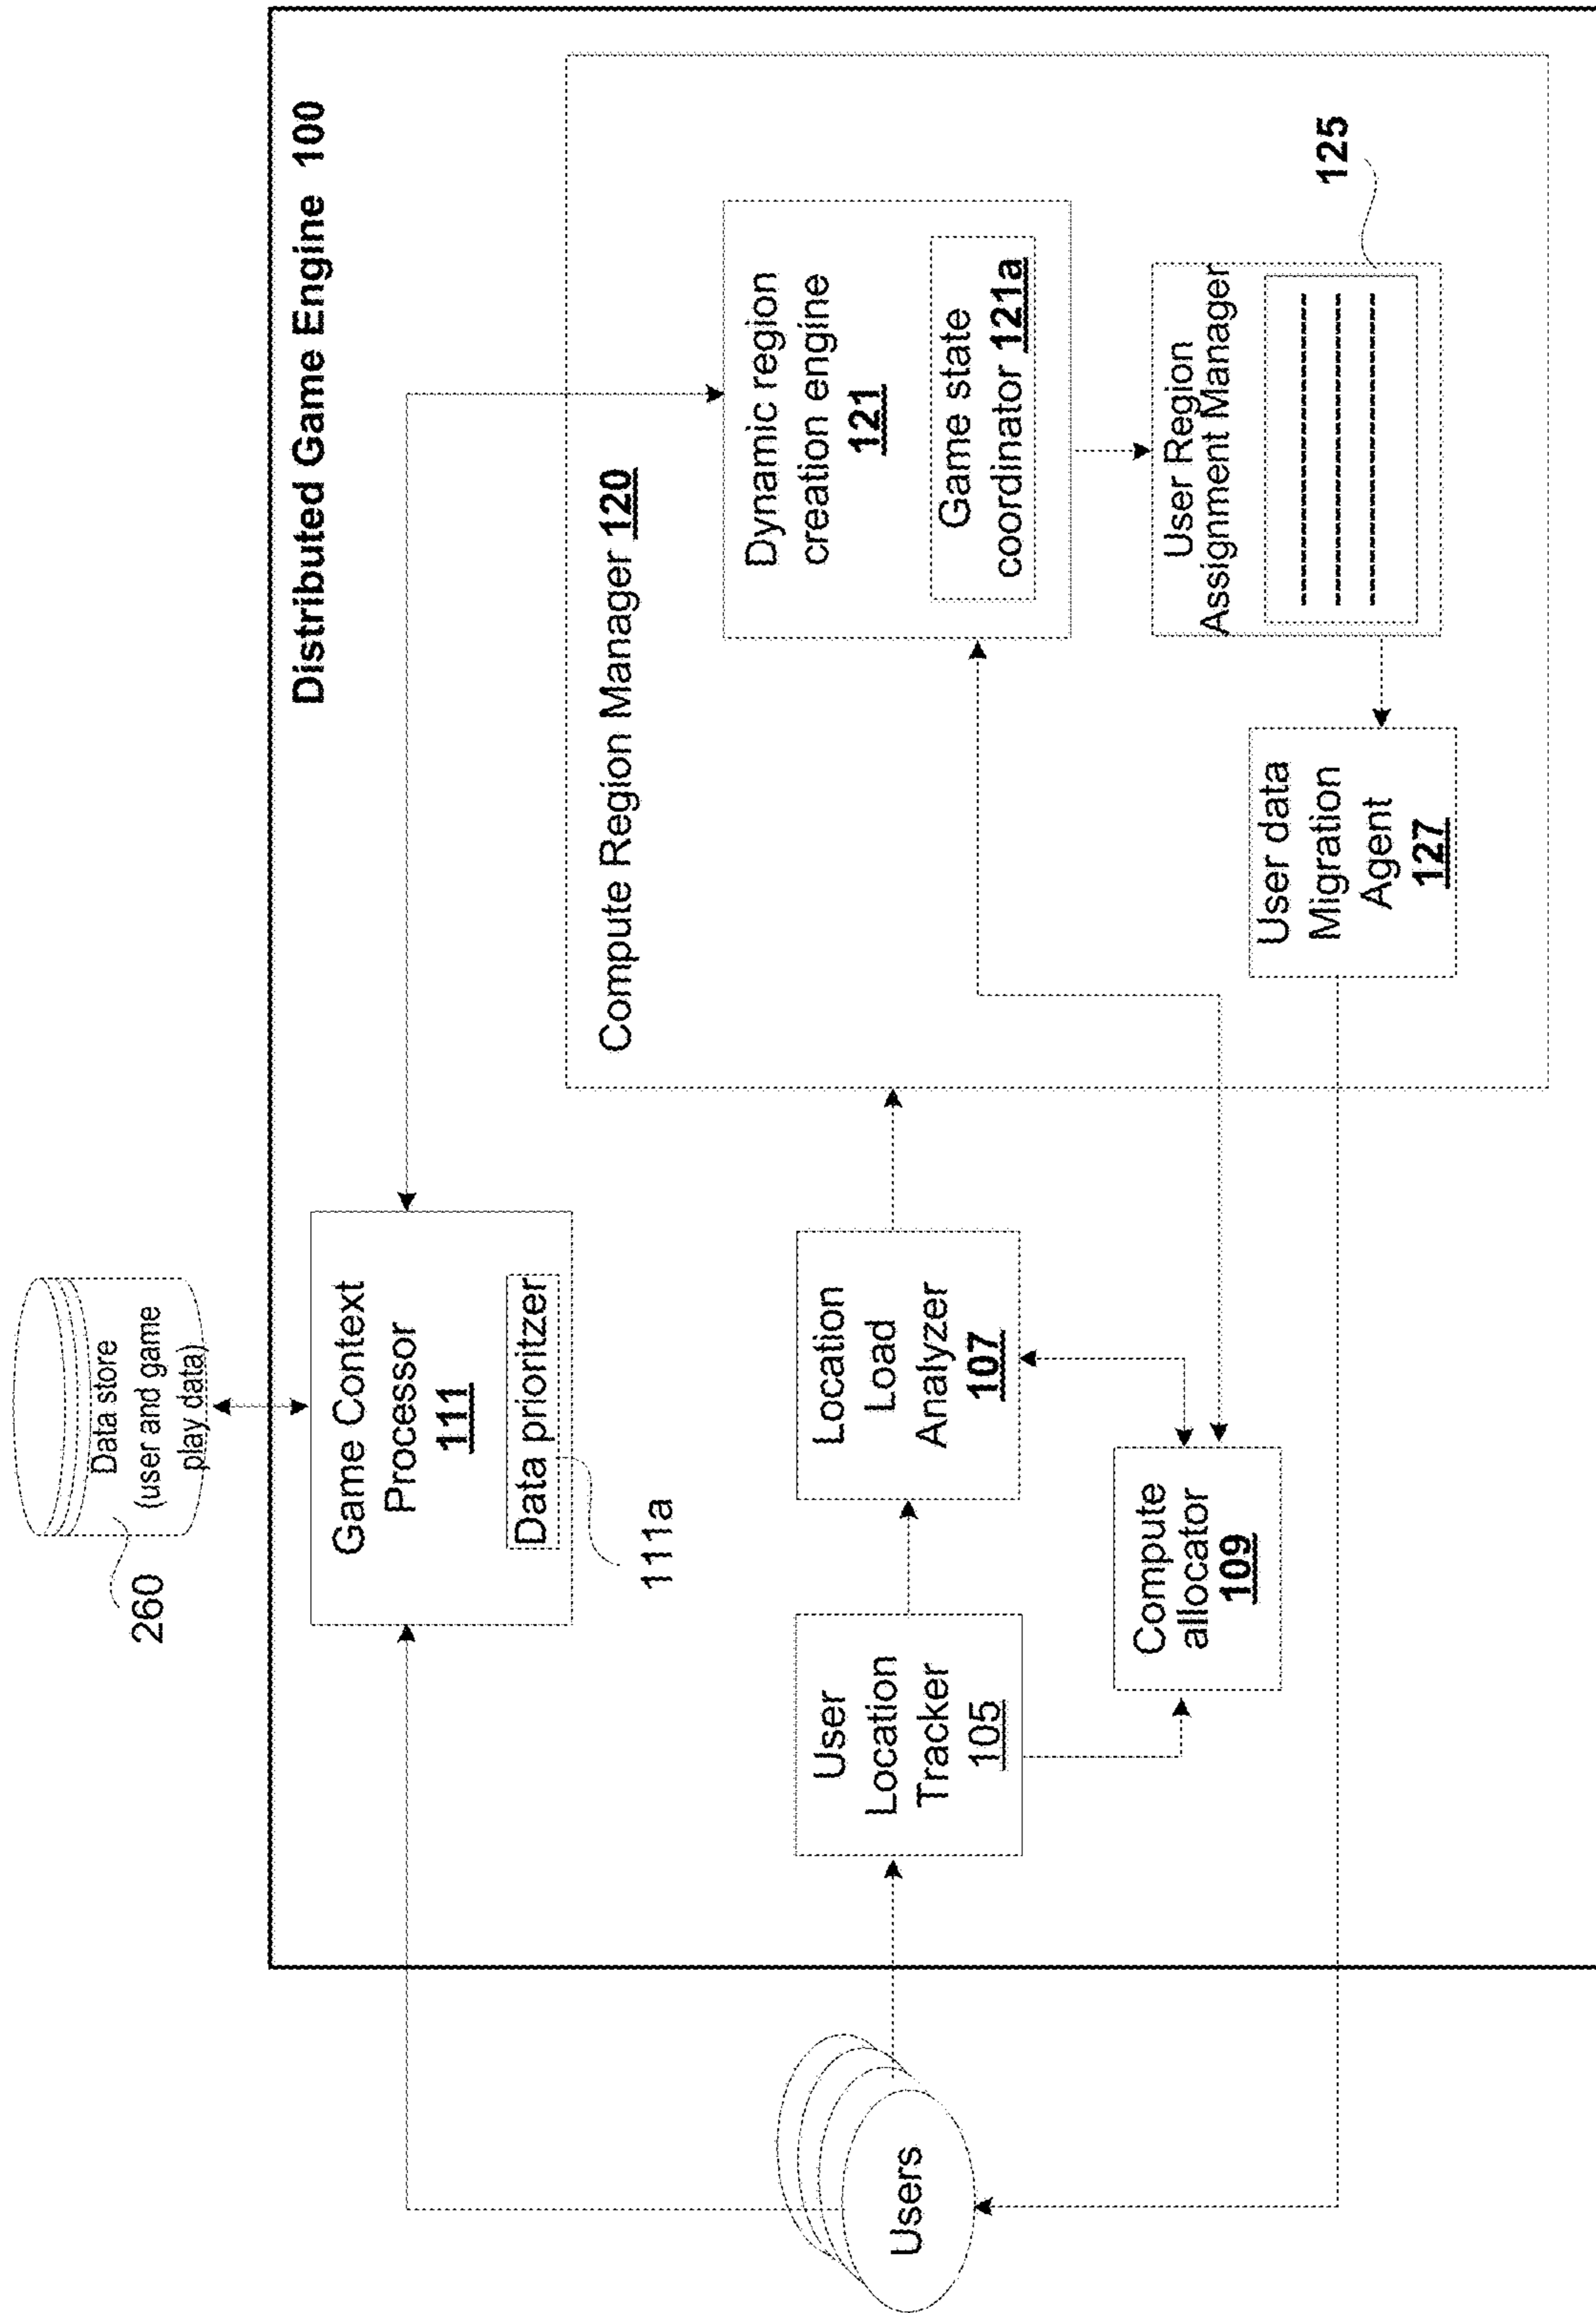 260
Data store
(user and game
play data)
Distributed Game Engine 100
Game Context
Processor
111
Data prioritzer
111a
Compute Region Manager 120
Dynamic region
creation engine
121
Game state
coordinator 121a
Users
User
Location
Tracker
105
Location
Load
Analyzer
107
Compute
allocator
109
User Region
Assignment Manager
125
User data
Migration
Agent
127